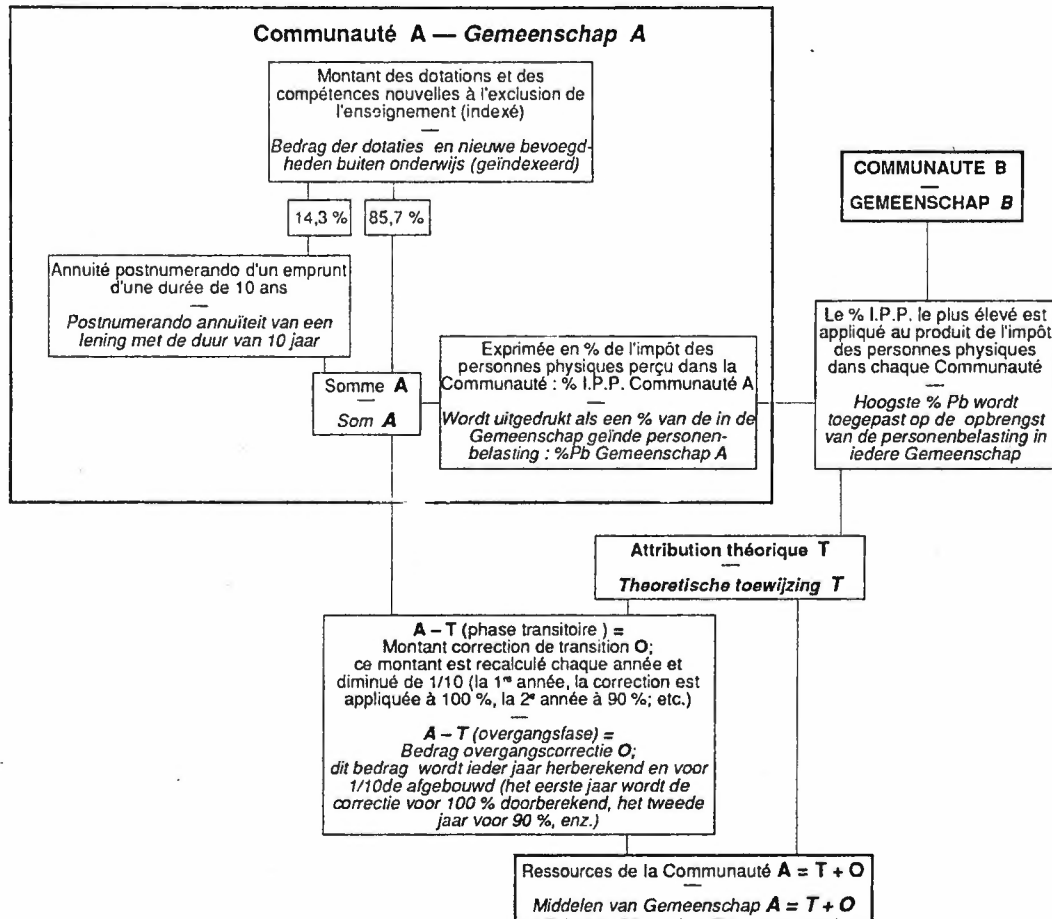 Communauté A — Gemeenschap A
Montant des dotations et des
compétences nouvelles à l'exclusion de
l'enseignement (indexé)
—
Bedrag der dotaties en nieuwe bevoegd-
heden buiten onderwijs (geïndexeerd)
14,3 %
85,7 %
Annuité postnumerando d'un emprunt
d'une durée de 10 ans
—
Postnumerando annuïteit van een
lening met de duur van 10 jaar
Somme A
—
Som A
Exprimée en % de l'impôt des
personnes physiques perçu dans la
Communauté : % I.P.P. Communauté A
—
Wordt uitgedrukt als een % van de in de
Gemeenschap geïnde personen-
belasting : %Pb Gemeenschap A
COMMUNAUTE B
—
GEMEENSCHAP B
Le % I.P.P. le plus élevé est
appliqué au produit de l'impôt
des personnes physiques
dans chaque Communauté
—
Hoogste % Pb wordt
toegepast op de opbrengst
van de personenbelasting in
iedere Gemeenschap
Attribution théorique T
—
Theoretische toewijzing T
A – T (phase transitoire ) =
Montant correction de transition O;
ce montant est recalculé chaque année et
diminué de 1/10 (la 1re année, la correction est
appliquée à 100 %, la 2e année à 90 %; etc.)
—
A – T (overgangsfase) =
Bedrag overgangscorrectie O;
dit bedrag wordt ieder jaar herberekend en voor
1/10de afgebouwd (het eerste jaar wordt de
correctie voor 100 % doorberekend, het tweede
jaar voor 90 %, enz.)
Ressources de la Communauté A = T + O
—
Middelen van Gemeenschap A = T + O